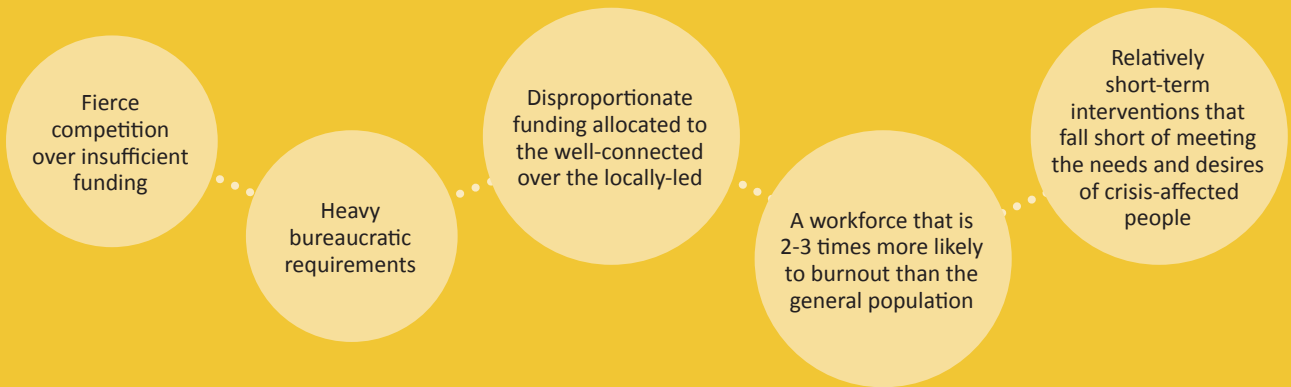 Fierce
competition
over insufficient
funding
Heavy
bureaucratic
requirements
Disproportionate
funding allocated to
the well-connected
over the locally-led
A workforce that is
2-3 times more likely
to burnout than the
general population
Relatively
short-term
interventions that
fall short of meeting
the needs and desires
of crisis-affected
people